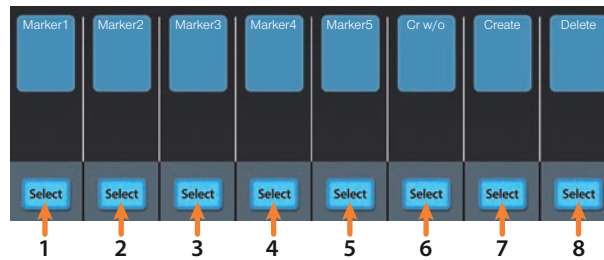 Marker1 Marker2 Marker3 Marker4 Marker5 Cr w/o Create Delete
Select Select Select Select Select Select Select Select
1 2 3 4 5 6 7 8